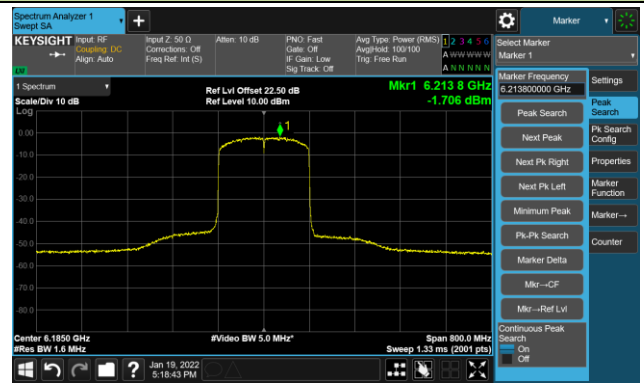 Spectrum Analyzer 1
Swept SA
Marker
KEYSIGHT
Input: RF
Coupling: DC
Align: Auto
Input Z: 50 Ω
Corrections: Off
Freq Ref: Int (S)
Atten: 10 dB
PNO: Fast
Gate: Off
IF Gain: Low
Sig Track: Off
Avg Type: Power (RMS)
Avg|Hold: 100/100
Trig: Free Run
1 2 3 4 5 6
A W W W W W
A N N N N N
LW
Select Marker
Marker 1
1 Spectrum
Scale/Div 10 dB
Ref Lvl Offset 22.50 dB
Ref Level 10.00 dBm
Mkr1 6.213 8 GHz
-1.706 dBm
Log
1
0.00
-10.0
-20.0
-30.0
-40.0
-50.0
-60.0
-70.0
-80.0
Center 6.1850 GHz
#Res BW 1.6 MHz
#Video BW 5.0 MHz*
Span 800.0 MHz
Sweep 1.33 ms (2001 pts)
Marker Frequency
6.213800000 GHz
Peak Search
Next Peak
Next Pk Right
Next Pk Left
Minimum Peak
Pk-Pk Search
Marker Delta
Mkr→CF
Mkr→Ref Lvl
Continuous Peak
Search
On
Off
Settings
Peak
Search
Pk Search
Config
Properties
Marker
Function
Marker→
Counter
Jan 19, 2022
5:18:43 PM